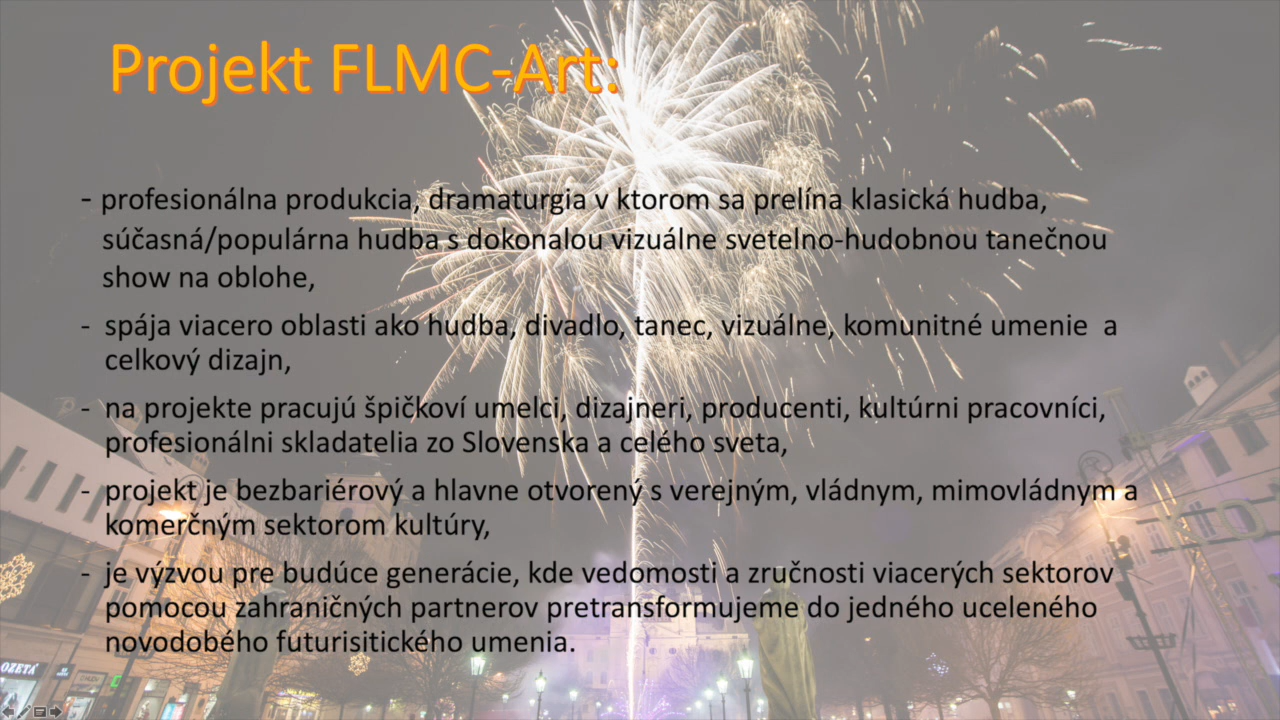 Projekt FLMC-Art:
- profesionálna produkcia, dramaturgia v ktorom sa prelína klasická hudba,
súčasná/populárna hudba s dokonalou vizuálne svetelno-hudobnou tanečnou
show na oblohe,
- spája viacero oblasti ako hudba, divadlo, tanec, vizuálne, komunitné umenie a
celkový dizajn,
- na projekte pracujú špičkoví umelci, dizajneri, producenti, kultúrni pracovníci,
profesionálni skladatelia zo Slovenska a celého sveta,
- projekt je bezbariérový a hlavne otvorený s verejným, vládnym, mimovládnym a
komerčným sektorom kultúry,
- je výzvou pre budúce generácie, kde vedomosti a zručnosti viacerých sektorov
pomocou zahraničných partnerov pretransformujeme do jedného uceleného
novodobého futurisitického umenia.
OZETA